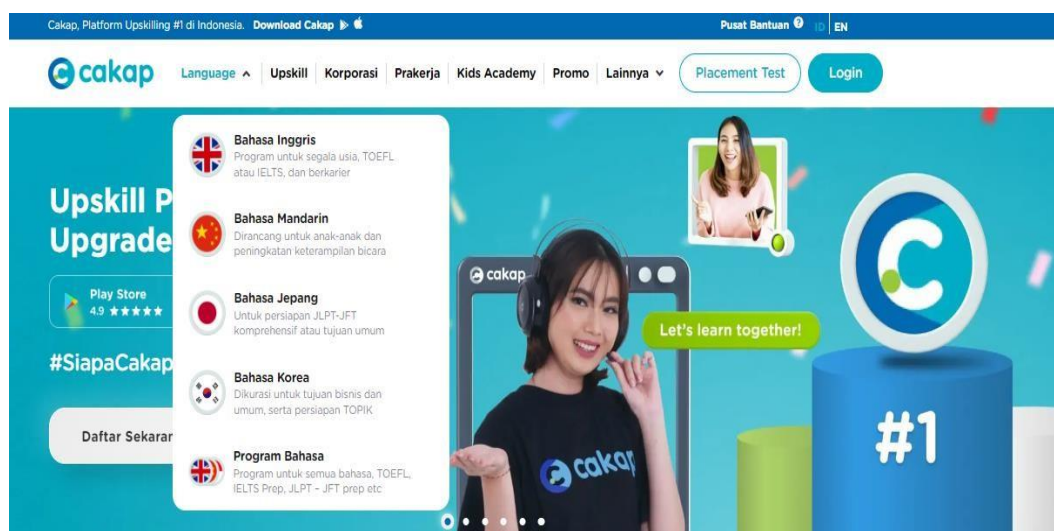 Cakap, Platform Upskilling #1 di Indonesia. Download Cakap
Pusat Bantuan ? ID EN
cakap
Language Upskill Korporasi Prakerja Kids Academy Promo Lainnya Placement Test Login
Bahasa Inggris
Program untuk segala usia, TOEFL
atau IELTS, dan berkarier
Bahasa Mandarin
Dirancang untuk anak-anak dan
peningkatan keterampilan bicara
Bahasa Jepang
Untuk persiapan JLPT-JFT
komprehensif atau tujuan umum
Bahasa Korea
Dikurasi untuk tujuan bisnis dan
umum, serta persiapan TOPIK
Program Bahasa
Program untuk semua bahasa, TOEFL,
IELTS Prep, JLPT – JFT prep etc
Upskill P
Upgrade
Play Store
4.9 ★★★★★
#SiapaCakap
Daftar Sekarar
cakap
Let's learn together!
cakap
#1